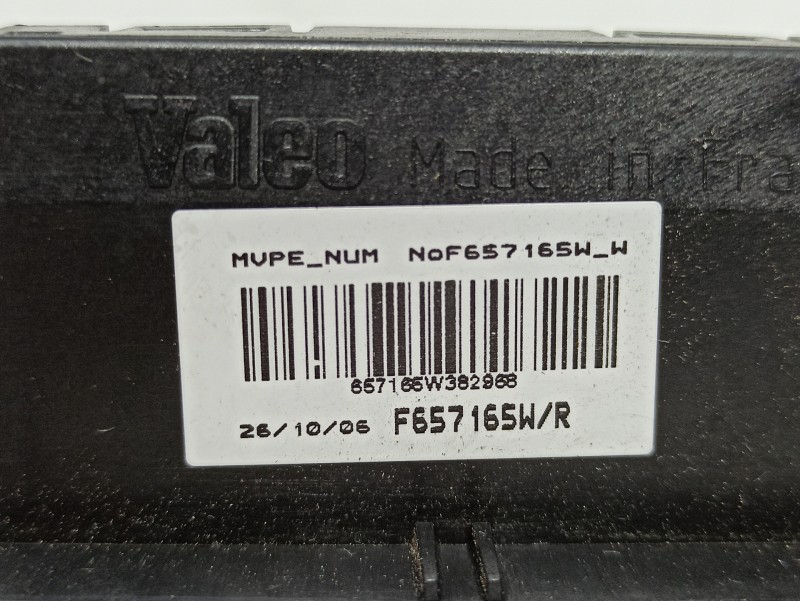 Valeo Made in Fra
MVPE_NUM NoF657165W_W
657165W382968
26/10/06 F657165W/R